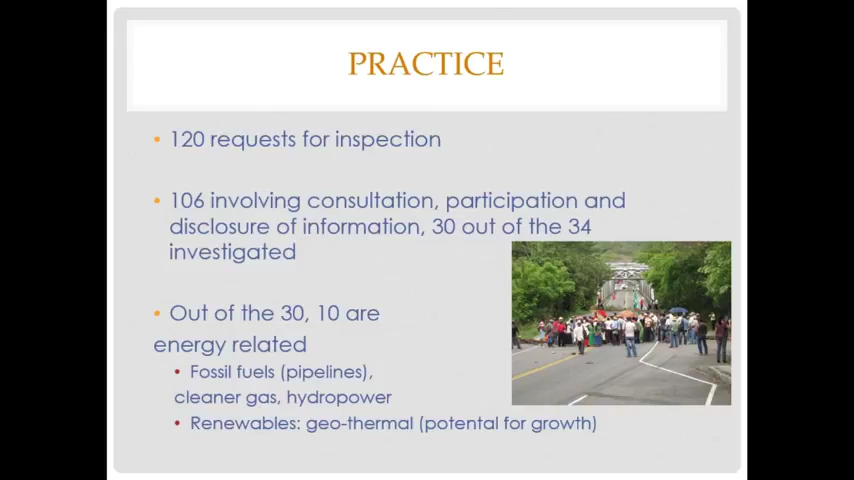 PRACTICE
• 120 requests for inspection
• 106 involving consultation, participation and
disclosure of information, 30 out of the 34
investigated
• Out of the 30, 10 are
energy related
• Fossil fuels (pipelines),
cleaner gas, hydropower
• Renewables: geo-thermal (potental for growth)